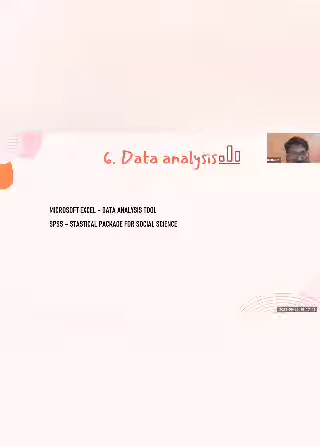 6. Data analysis
MICROSOFT EXCEL - DATA ANALYSIS TOOL
SPSS – STASTICAL PACKAGE FOR SOCIAL SCIENCE